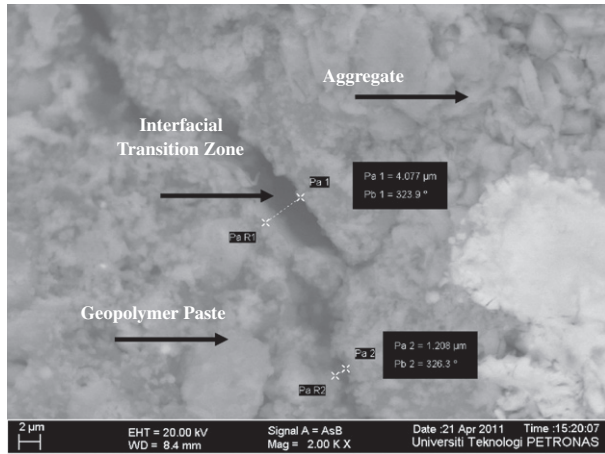 Aggregate
Interfacial
Transition Zone
Pa 1
Pa 1 = 4.077 µm
Pb 1 = 323.9 °
Pa R1
Geopolymer Paste
Pa 2
Pa 2 = 1.208 µm
Pb 2 = 326.3 °
Pa R2
2 µm
EHT = 20.00 kV
Signal A = AsB
Date :21 Apr 2011
Time :15:20:07
WD = 8.4 mm
Mag = 2.00 K X
Universiti Teknologi PETRONAS